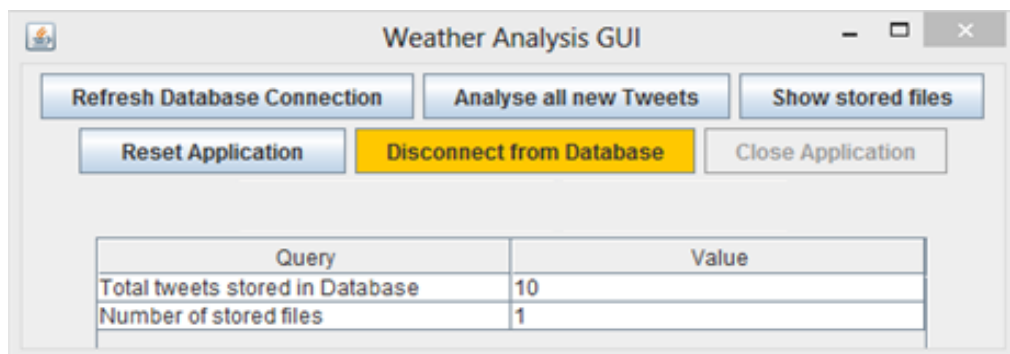 Weather Analysis GUI
Refresh Database Connection Analyse all new Tweets Show stored files
Reset Application Disconnect from Database Close Application
Query Value
Total tweets stored in Database 10
Number of stored files 1